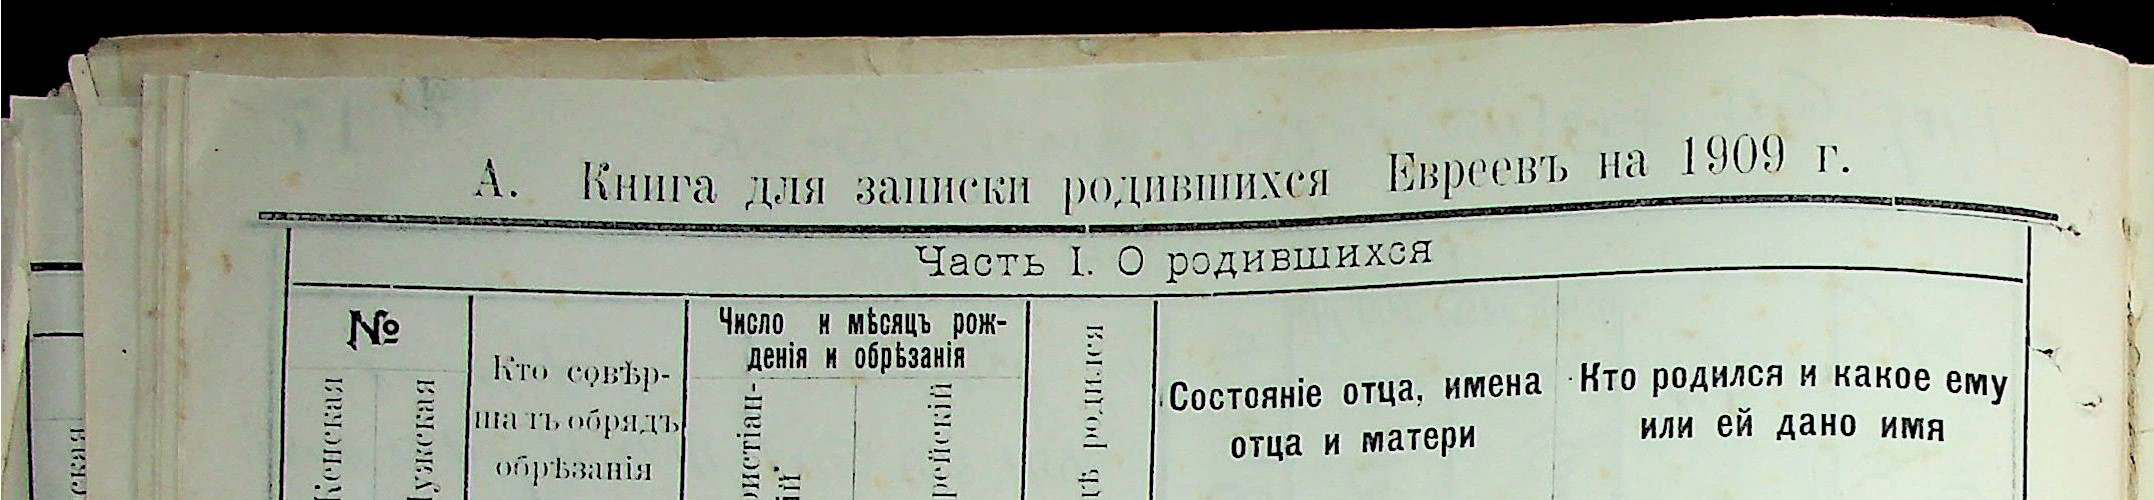 А. Книга для записки родившихся Евреевъ на 1909 г.
Часть I. О родившихся
№
Кто совѣр-
шатъ обрядъ
обрѣзанія
Число и мѣсяцъ рож-
денія и обрѣзанія
родился
Состояніе отца, имена
отца и матери
Кто родился и какое ему
или ей дано имя